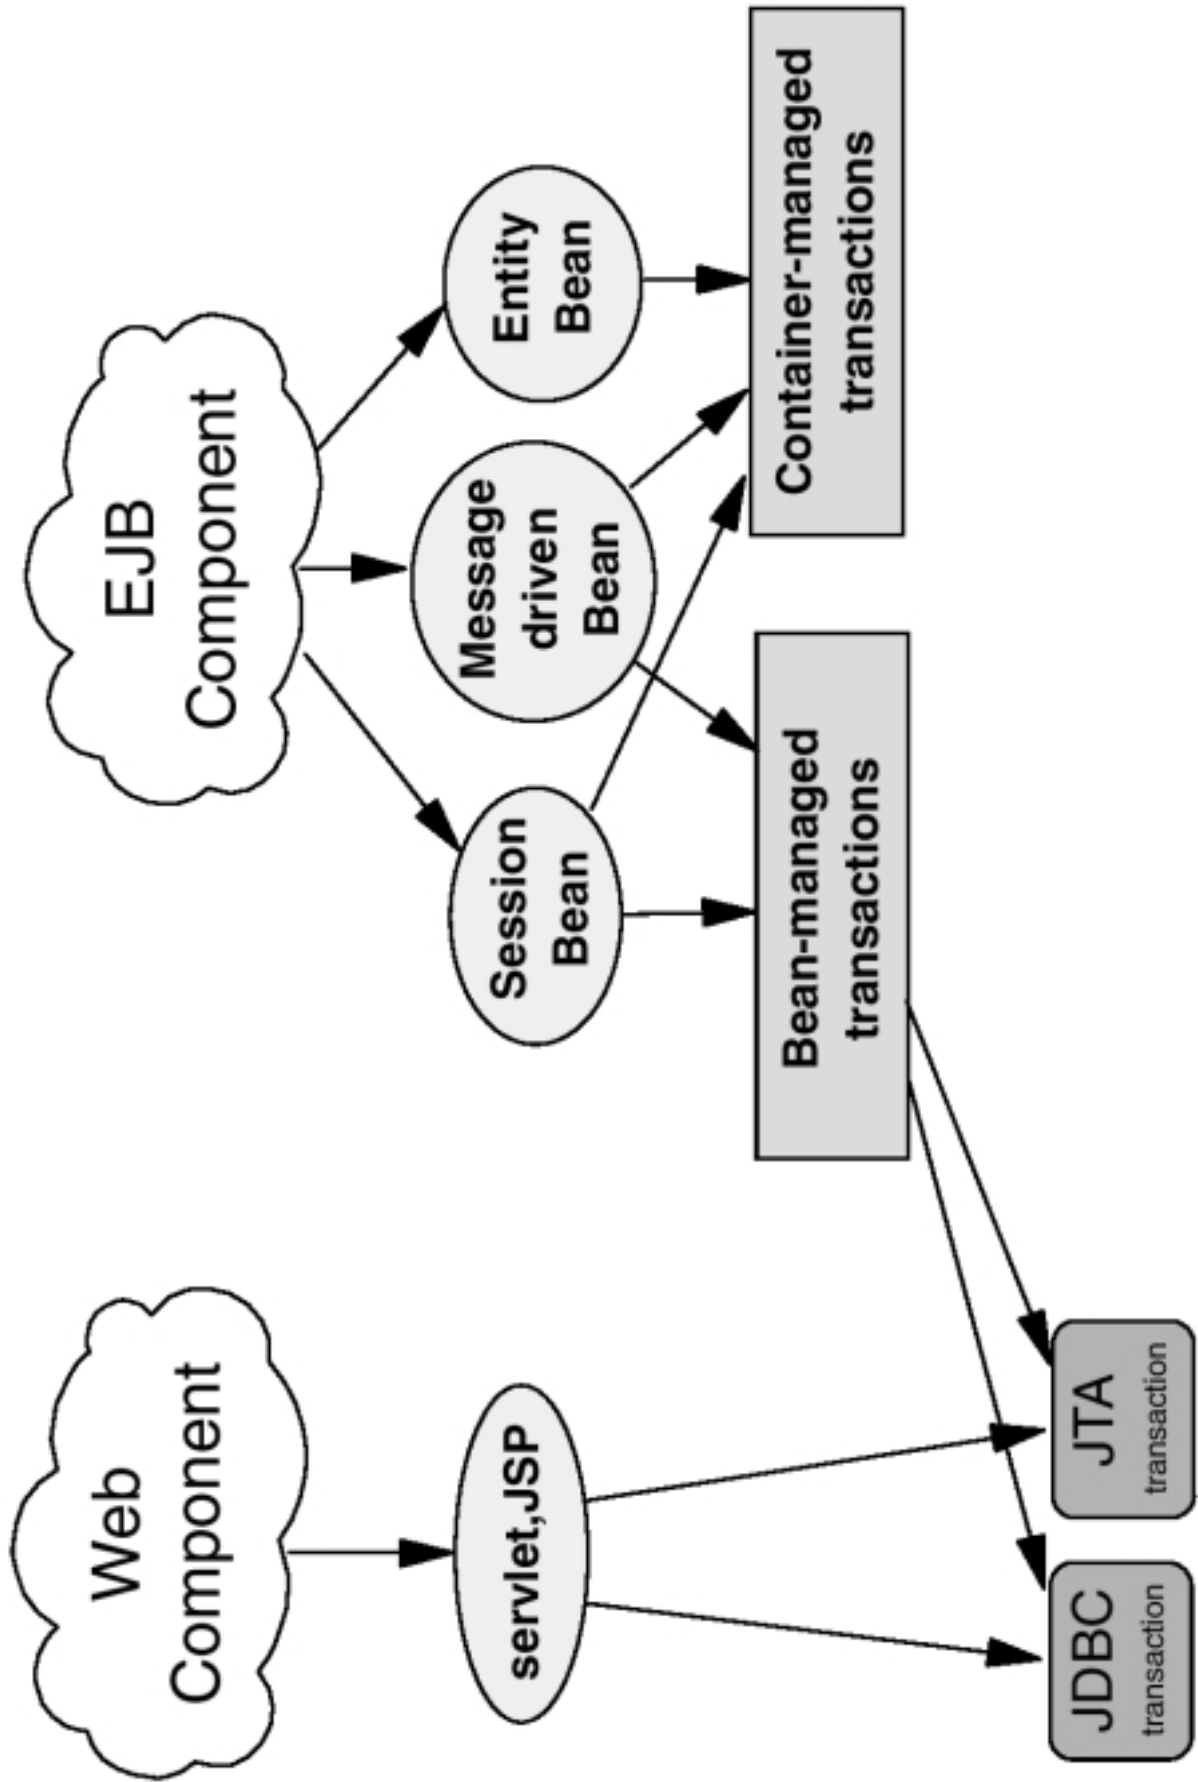 Web
Component
EJB
Component
servlet,JSP
Session
Bean
Message
driven
Bean
Entity
Bean
Bean-managed
transactions
Container-managed
transactions
JDBC
transaction
JTA
transaction